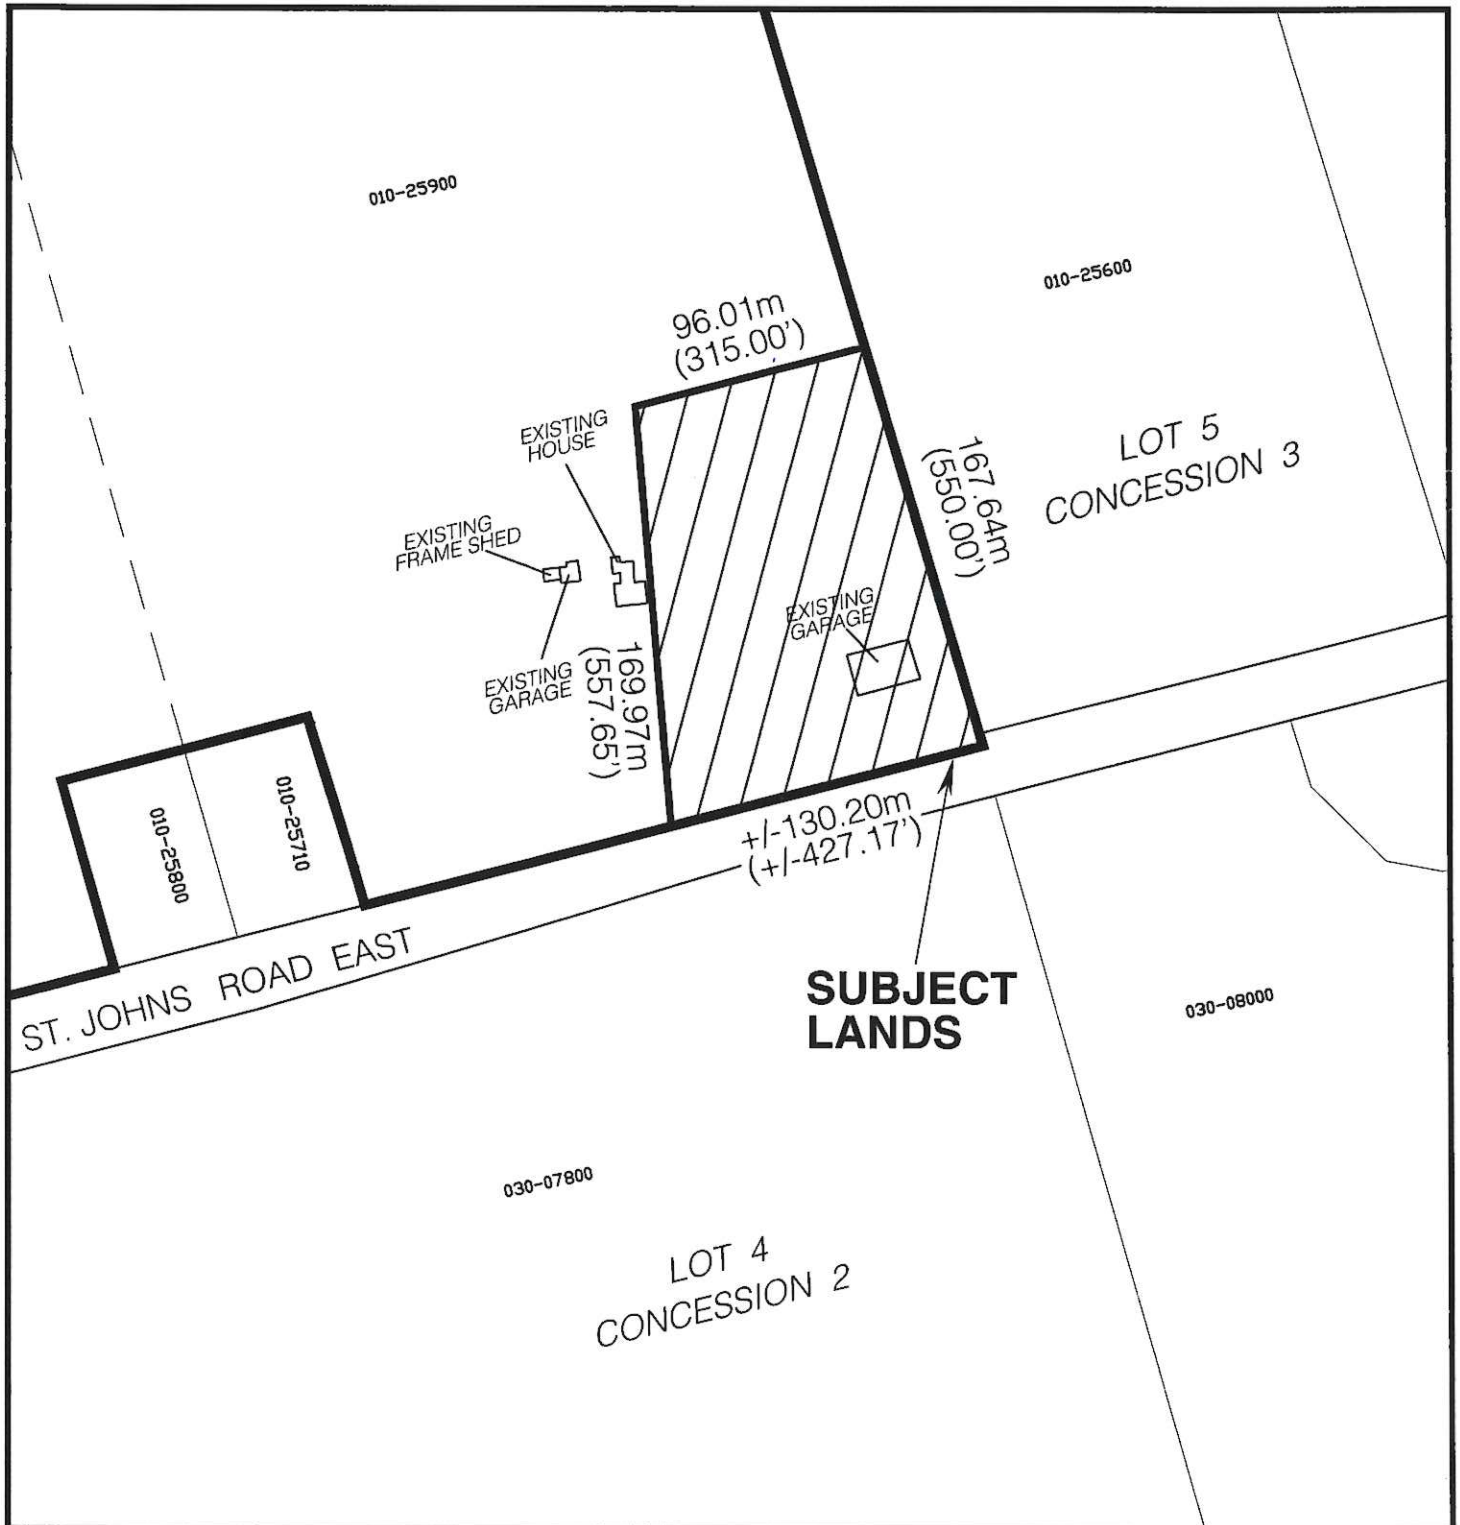 010-25900
010-25600
96.01m
(315.00')
EXISTING
HOUSE
LOT 5
CONCESSION 3
167.64m
(550.00')
EXISTING
FRAME SHED
EXISTING
GARAGE
EXISTING
GARAGE
169.97m
(557.65')
010-25800
010-25710
+/-130.20m
(+/-427.17')
ST. JOHNS ROAD EAST
SUBJECT
LANDS
030-08000
030-07800
LOT 4
CONCESSION 2